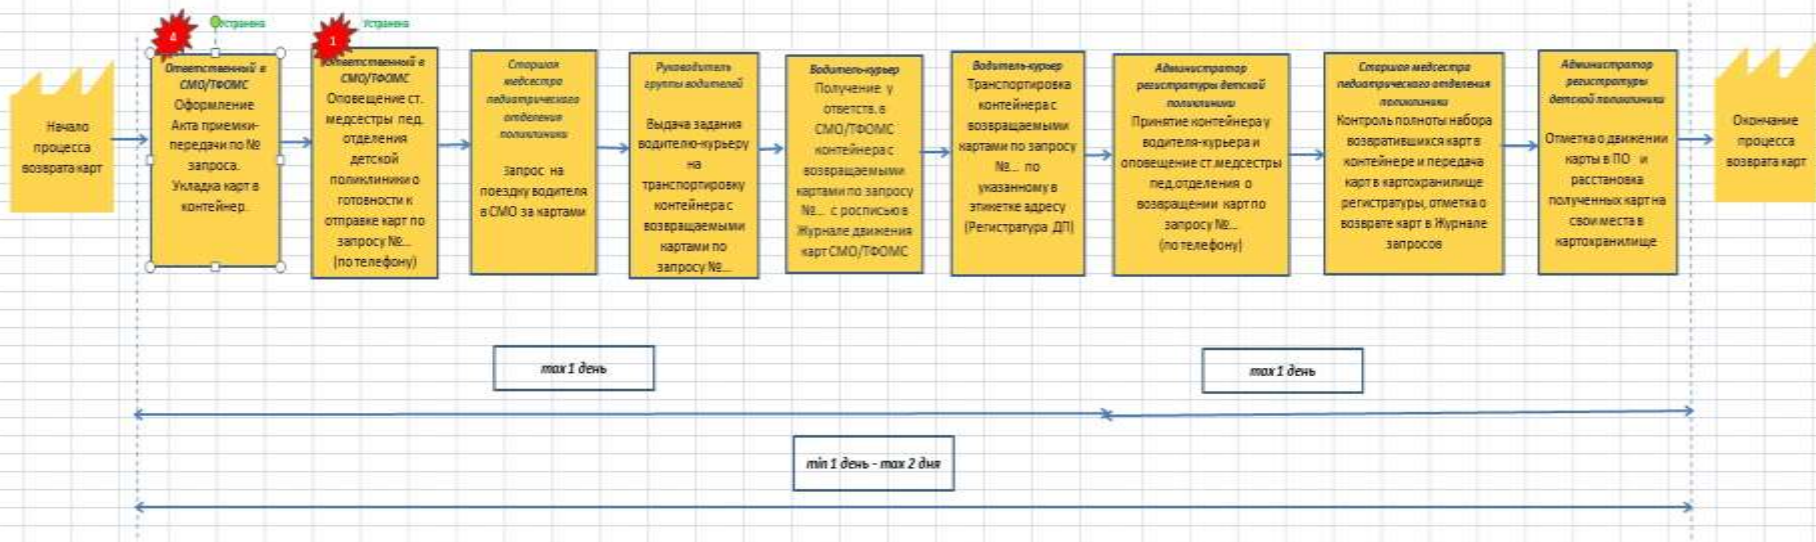 4
Устранена
1
Устранена
Начало
процесса
возврата карт
Ответственный в
СМО/ТФОМС
Оформление
Акта приемки-
передачи по №
запроса.
Укладка карт в
контейнер.
Ответственный в
СМО/ТФОМС
Оповещение ст.
медсестры пед.
отделения
детской
поликлиники о
готовности к
отправке карт по
запросу №...
(по телефону)
Старшая
медсестра
педиатрического
отделения
поликлиники
Запрос на
поездку водителя
в СМО за картами
Руководитель
группы водителей
Выдача задания
водителю-курьеру
на
транспортировку
контейнера с
возвращаемыми
картами по
запросу №...
Водитель-курьер
Получение у
ответств. в
СМО/ТФОМС
контейнера с
возвращаемыми
картами по запросу
№... с росписью в
Журнале движения
карт СМО/ТФОМС
Водитель-курьер
Транспортировка
контейнера с
возвращаемыми
картами по запросу
№... по
указанному в
этикетке адресу
(Регистратура ДП)
Администратор
регистратуры детской
поликлиники
Принятие контейнера у
водителя-курьера и
оповещение ст.медсестры
пед.отделения о
возвращении карт по
запросу №...
(по телефону)
Старшая медсестра
педиатрического отделения
поликлиники
Контроль полноты набора
возвратившихся карт в
контейнере и передача
карт в картохранилище
регистратуры, отметка о
возврате карт в Журнале
запросов
Администратор
регистратуры
детской поликлиники
Отметка о движении
карты в ПО и
расстановка
полученных карт на
свои места в
картохранилище
Окончание
процесса
возврата карт
max 1 день
max 1 день
min 1 день - max 2 дня